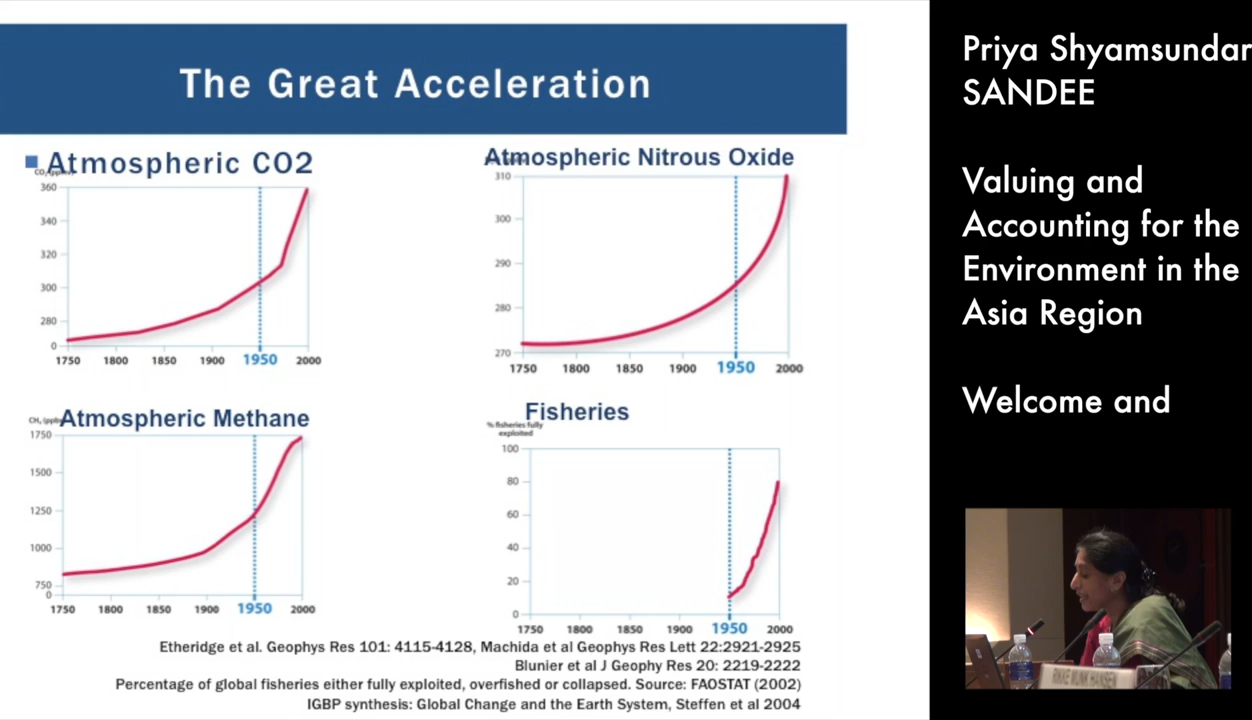 The Great Acceleration
Priya Shyamsundar
SANDEE
Valuing and
Accounting for the
Environment in the
Asia Region
Welcome and
Atmospheric CO2
360
340
320
300
280
0
1750 1800 1850 1900 1950 2000
Atmospheric Nitrous Oxide
310
300
290
280
270
1750 1800 1850 1900 1950 2000
Atmospheric Methane
1750
1500
1250
1000
750
0
1750 1800 1850 1900 1950 2000
Fisheries
% fisheries fully
exploited
100
80
60
40
20
0
1750 1800 1850 1900 1950 2000
Etheridge et al. Geophys Res 101: 4115-4128, Machida et al Geophys Res Lett 22:2921-2925
Blunier et al J Geophy Res 20: 2219-2222
Percentage of global fisheries either fully exploited, overfished or collapsed. Source: FAOSTAT (2002)
IGBP synthesis: Global Change and the Earth System, Steffen et al 2004